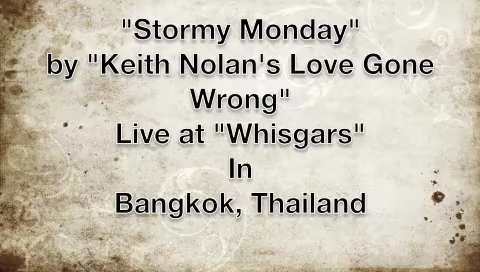 "Stormy Monday"
by "Keith Nolan's Love Gone
Wrong"
Live at "Whisgars"
In
Bangkok, Thailand